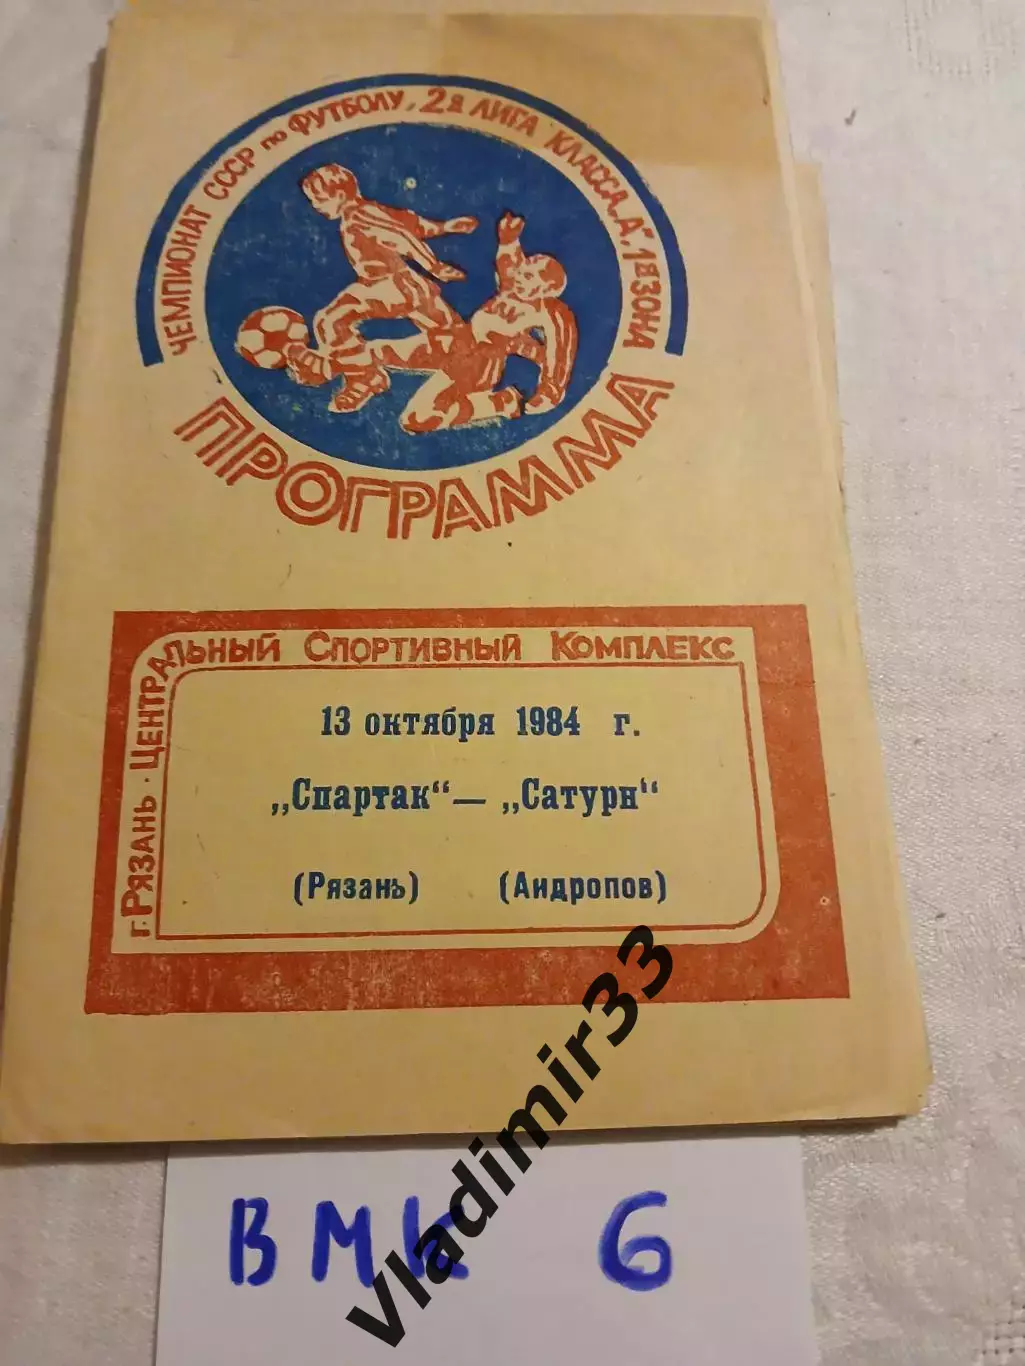 ЧЕМПИОНАТ СССР по ФУТБОЛУ, 2я ЛИГА КЛАССА „А", 1я ЗОНА
ПРОГРАММА
г. РЯЗАНЬ · ЦЕНТРАЛЬНЫЙ СПОРТИВНЫЙ КОМПЛЕКС
13 октября 1984 г.
„Спартак“ — „Сатурн“
(Рязань) (Андропов)
ВМК 6
Vladimir33